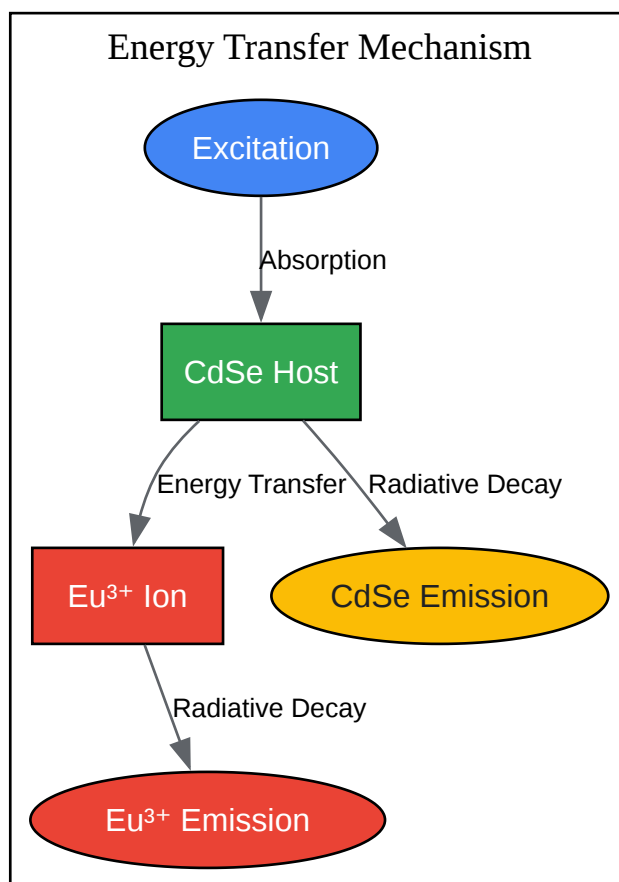 Energy Transfer Mechanism
Excitation
Absorption
CdSe Host
Energy Transfer
Radiative Decay
Eu³⁺ Ion
CdSe Emission
Radiative Decay
Eu³⁺ Emission